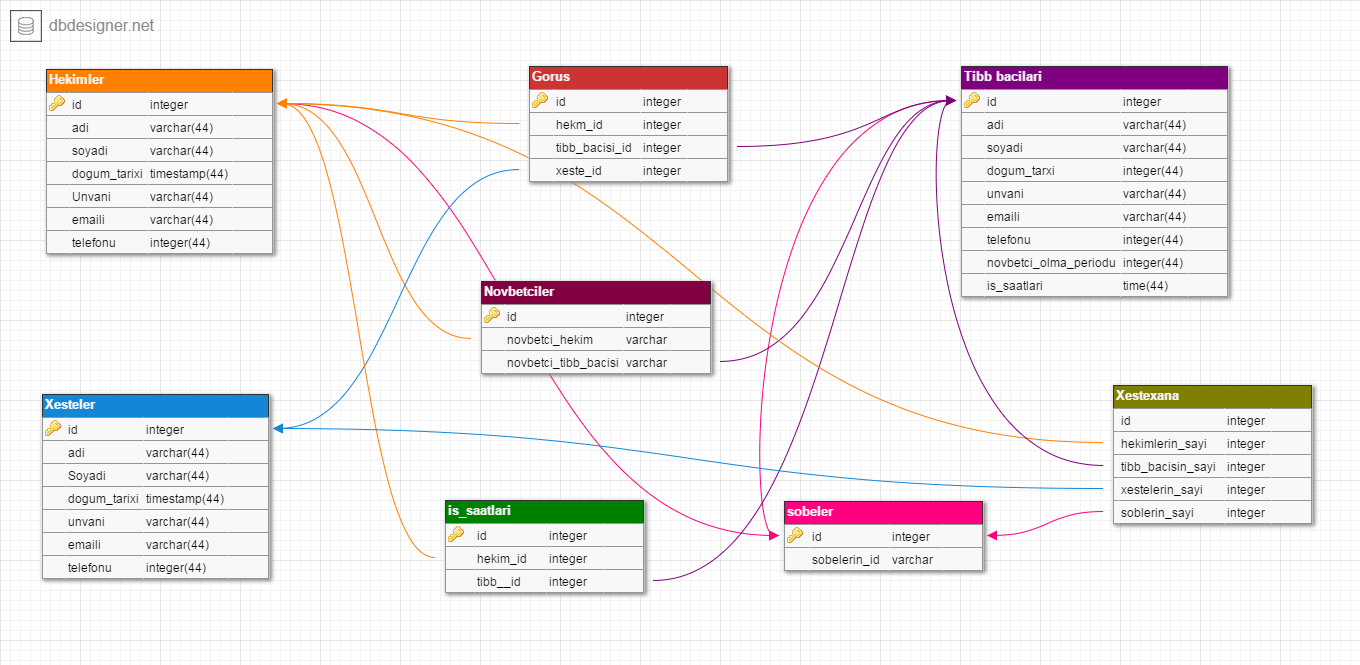 dbdesigner.net
Hekimler
id integer
adi varchar(44)
soyadi varchar(44)
dogum_tarixi timestamp(44)
Unvani varchar(44)
emaili varchar(44)
telefonu integer(44)
Gorus
id integer
hekm_id integer
tibb_bacisi_id integer
xeste_id integer
Tibb bacilari
id integer
adi varchar(44)
soyadi varchar(44)
dogum_tarxi integer(44)
unvani varchar(44)
emaili varchar(44)
telefonu integer(44)
novbetci_olma_periodu integer(44)
is_saatlari time(44)
Novbetciler
id integer
novbetci_hekim varchar
novbetci_tibb_bacisi varchar
Xesteler
id integer
adi varchar(44)
Soyadi varchar(44)
dogum_tarixi timestamp(44)
unvani varchar(44)
emaili varchar(44)
telefonu integer(44)
Xestexana
id integer
hekimlerin_sayi integer
tibb_bacisin_sayi integer
xestelerin_sayi integer
soblerin_sayi integer
is_saatlari
id integer
hekim_id integer
tibb__id integer
sobeler
id integer
sobelerin_id varchar